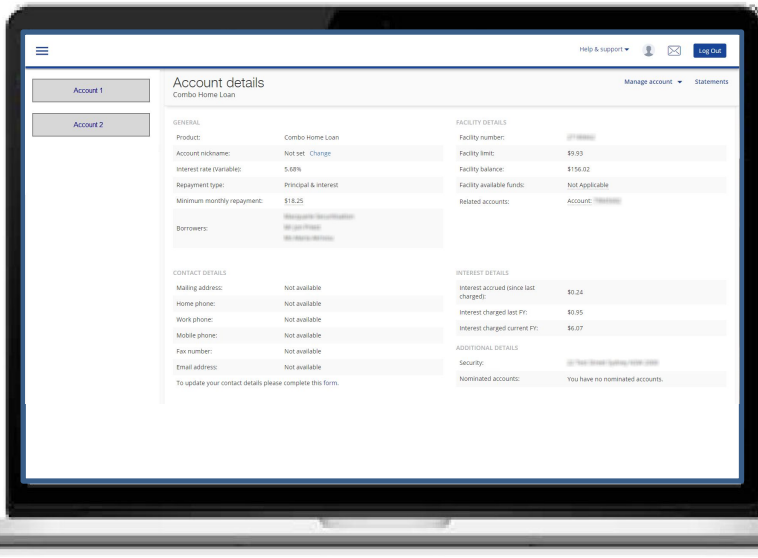 Help & support
Log Out
Account 1
Account 2
Account details
Combo Home Loan
Manage account
Statements
GENERAL
Product: Combo Home Loan
Account nickname: Not set Change
Interest rate (Variable): 5.68%
Repayment type: Principal & interest
Minimum monthly repayment: $18.25
Borrowers:
FACILITY DETAILS
Facility number:
Facility limit: $9.93
Facility balance: $156.02
Facility available funds: Not Applicable
Related accounts: Account:
CONTACT DETAILS
Mailing address: Not available
Home phone: Not available
Work phone: Not available
Mobile phone: Not available
Fax number: Not available
Email address: Not available
To update your contact details please complete this form.
INTEREST DETAILS
Interest accrued (since last
charged): $0.24
Interest charged last FY: $0.95
Interest charged current FY: $6.07
ADDITIONAL DETAILS
Security:
Nominated accounts: You have no nominated accounts.